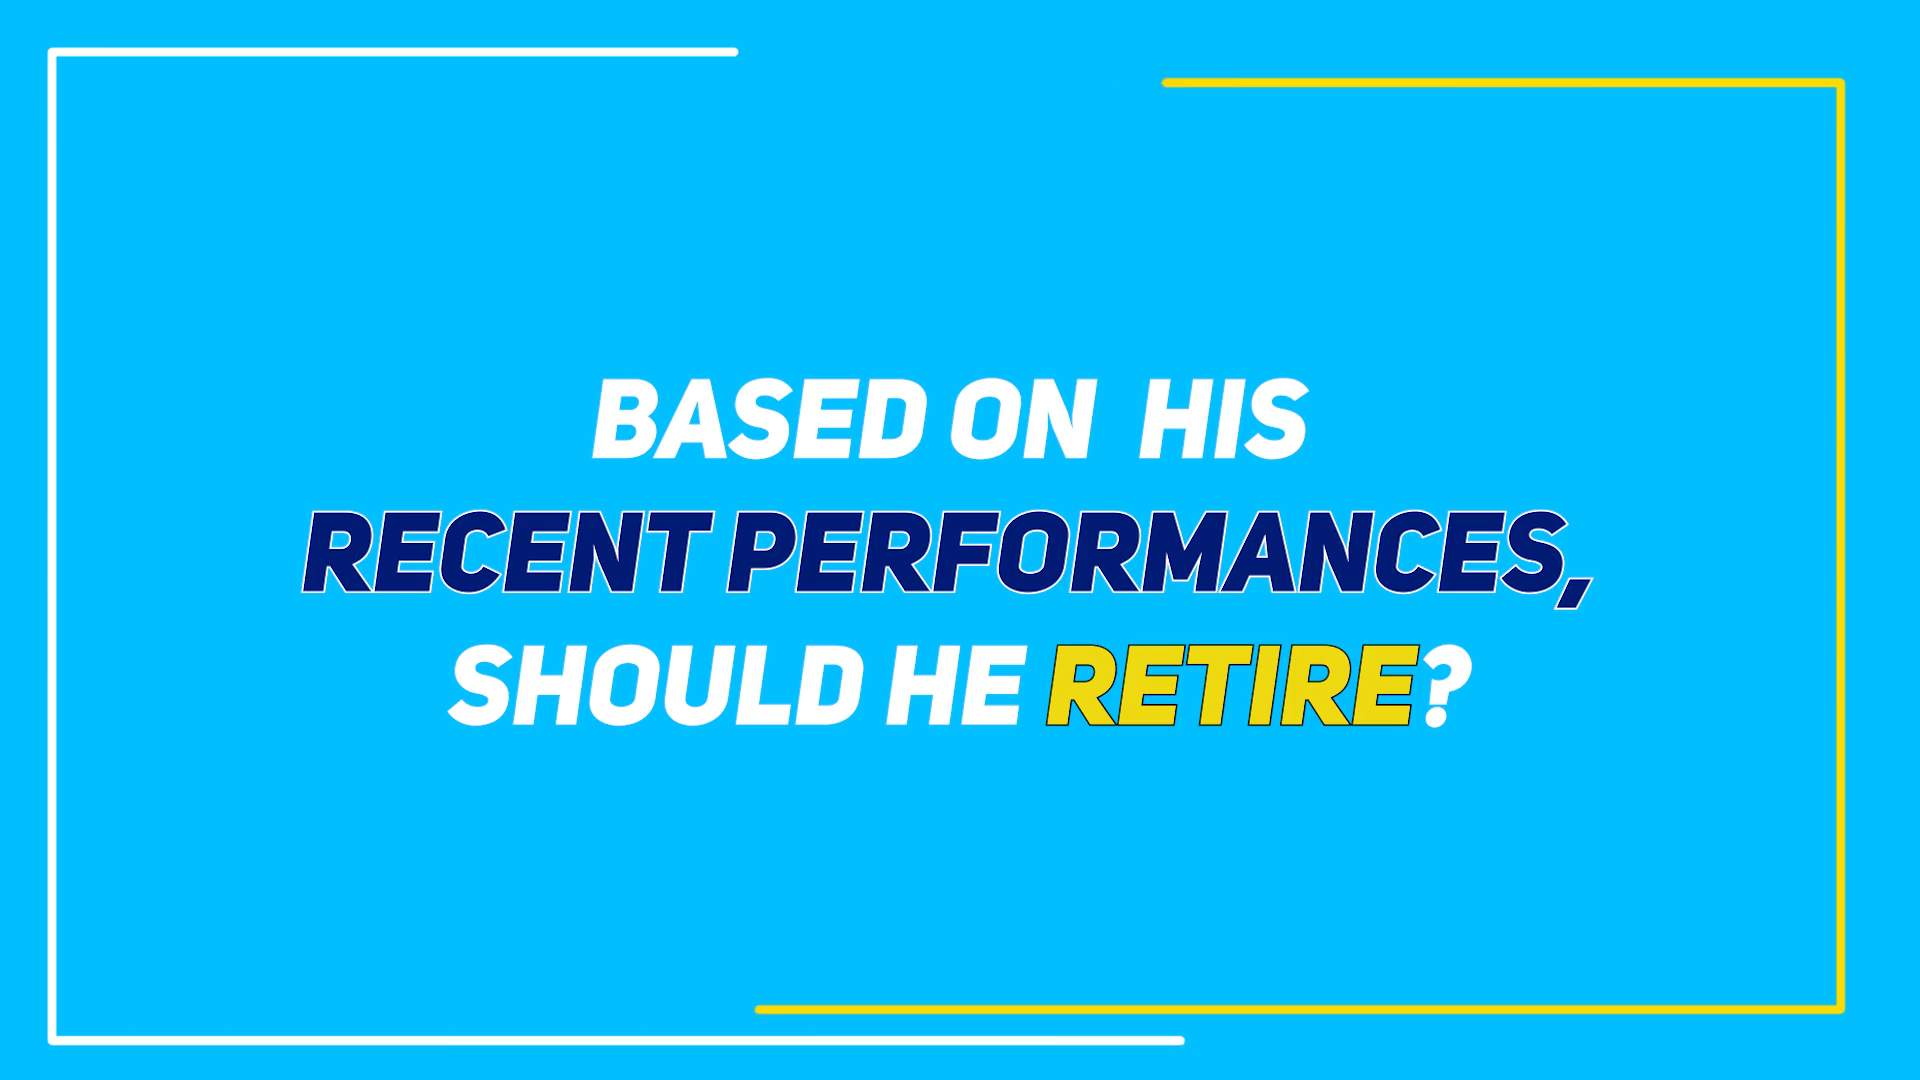 BASED ON HIS
RECENT PERFORMANCES,
SHOULD HE RETIRE?